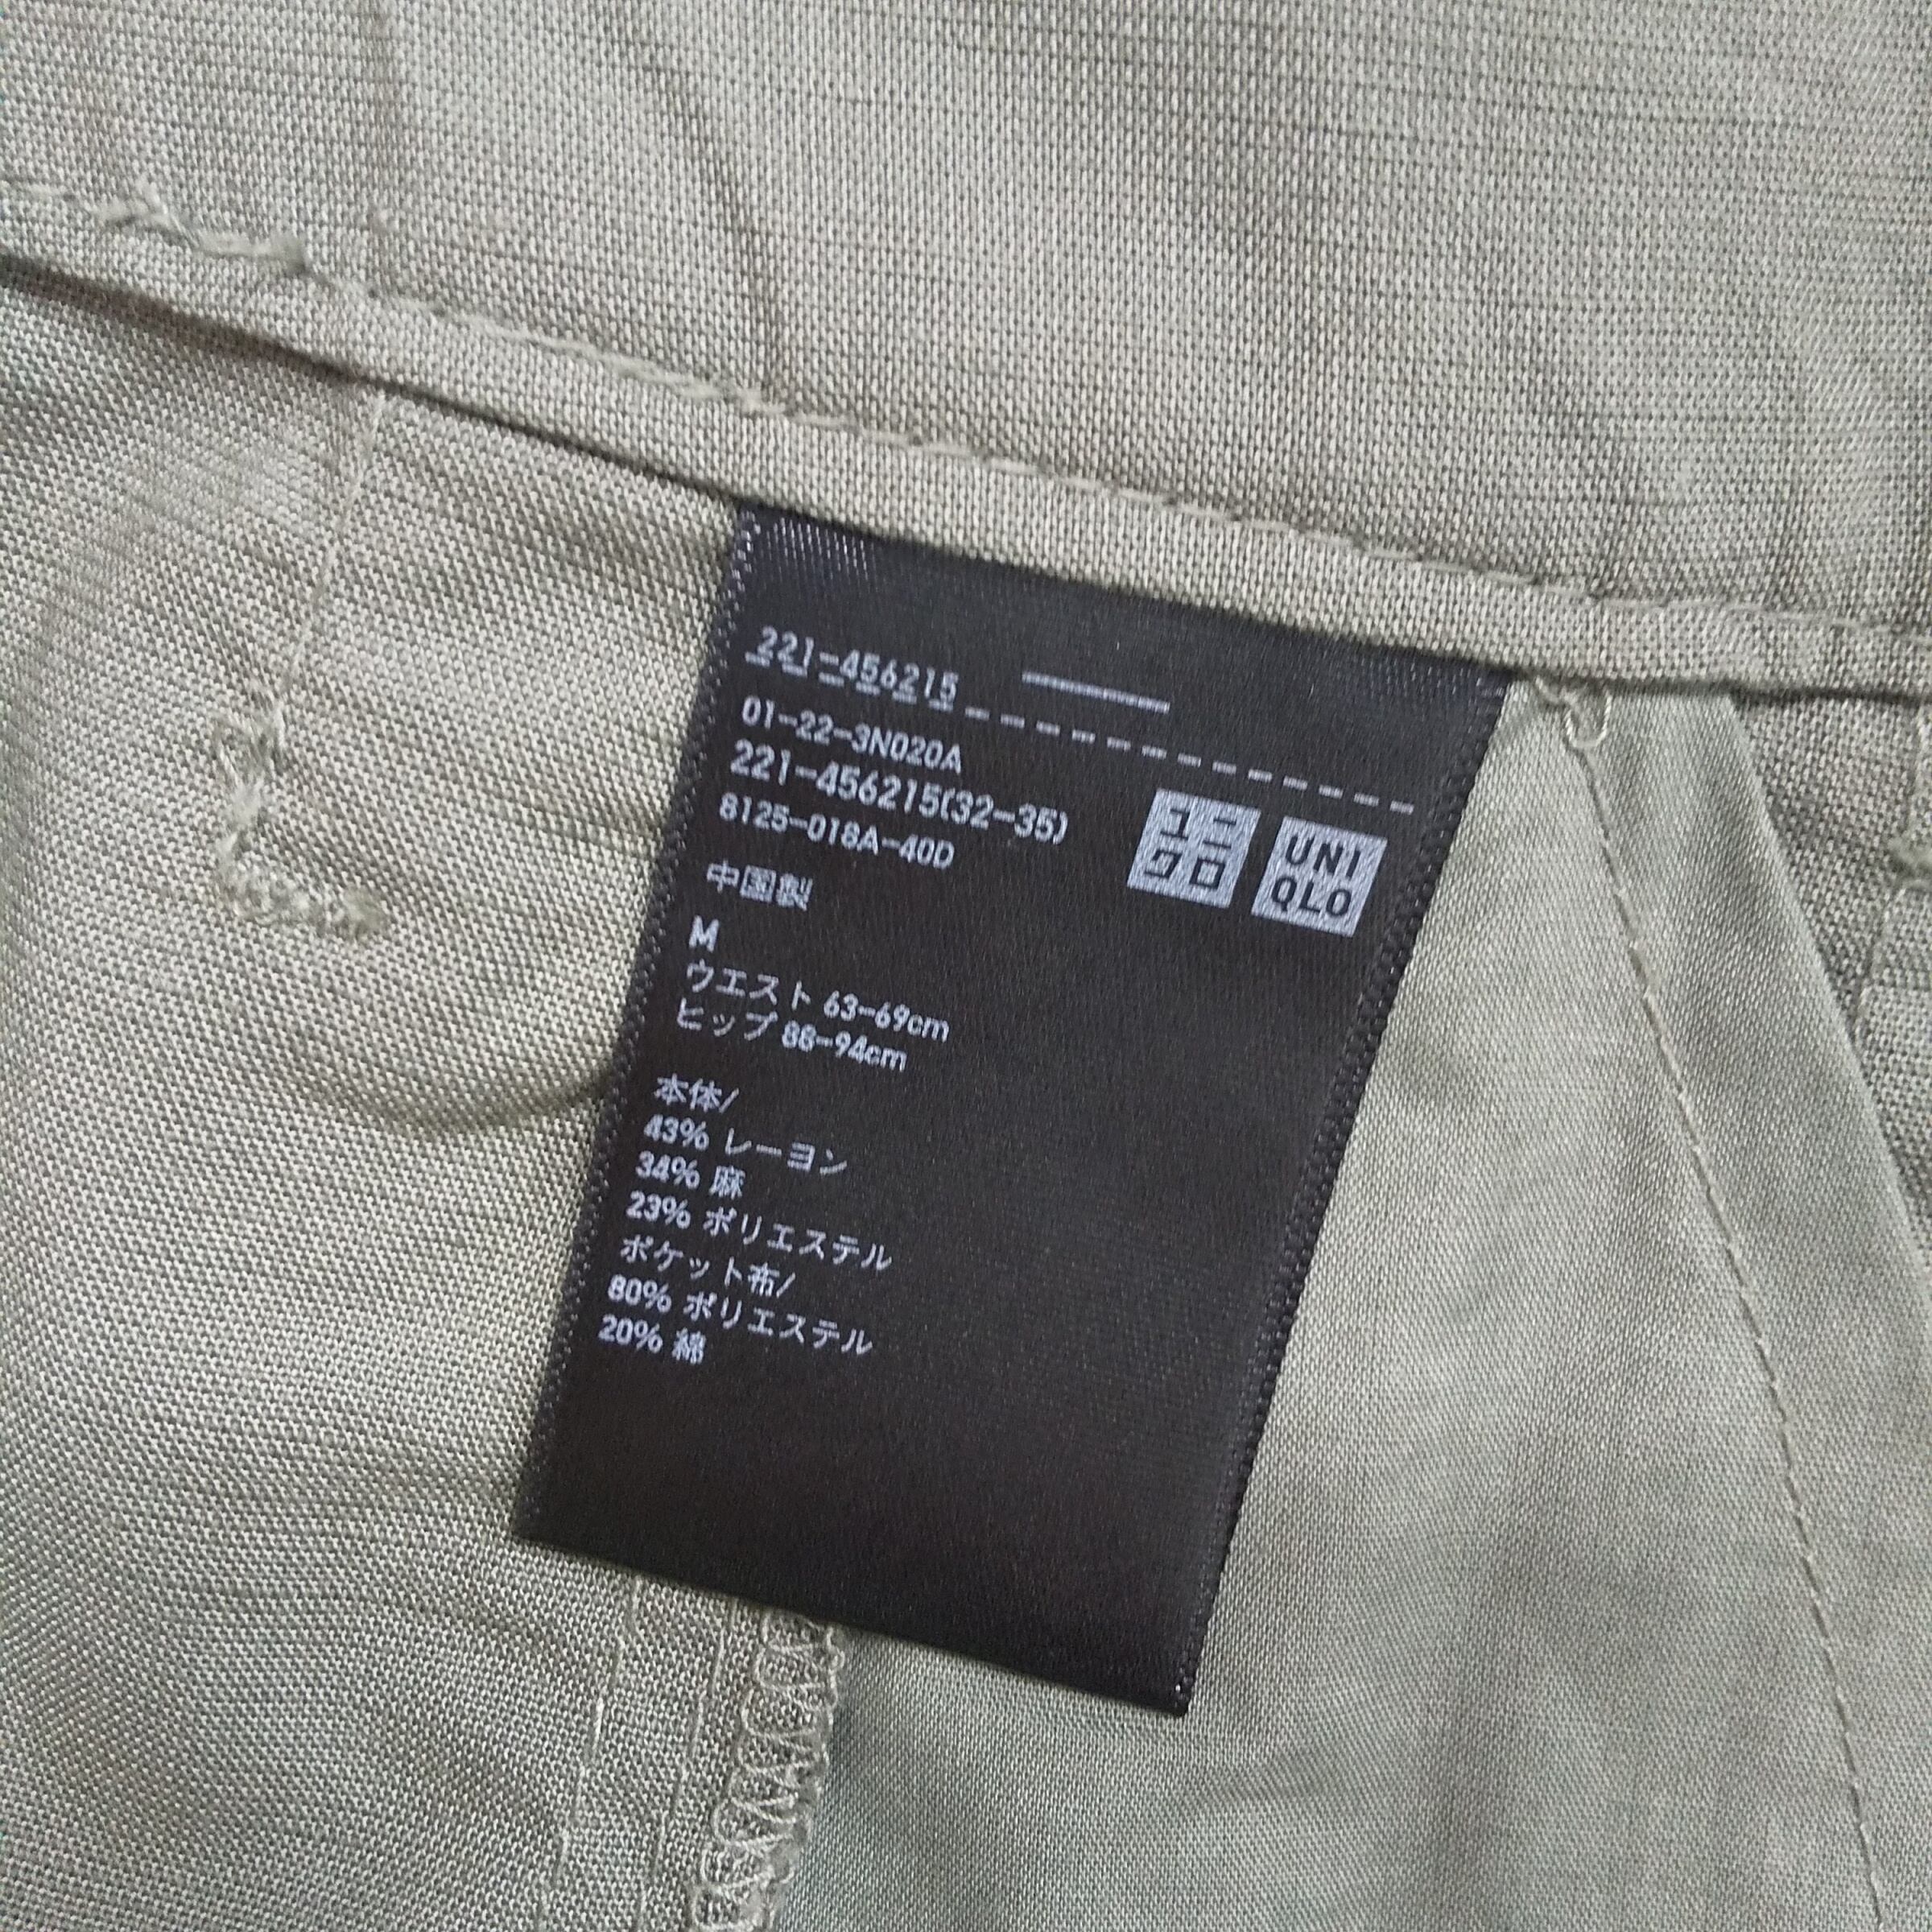 221-456215
01-22-3N020A
221-456215(32-35)
8125-018A-40D
ユニ
クロ
UNI
QLO
中国製
M
ウエスト 63-69cm
ヒップ 88-94cm
本体/
43% レーヨン
34% 麻
23% ポリエステル
ポケット布/
80% ポリエステル
20% 綿